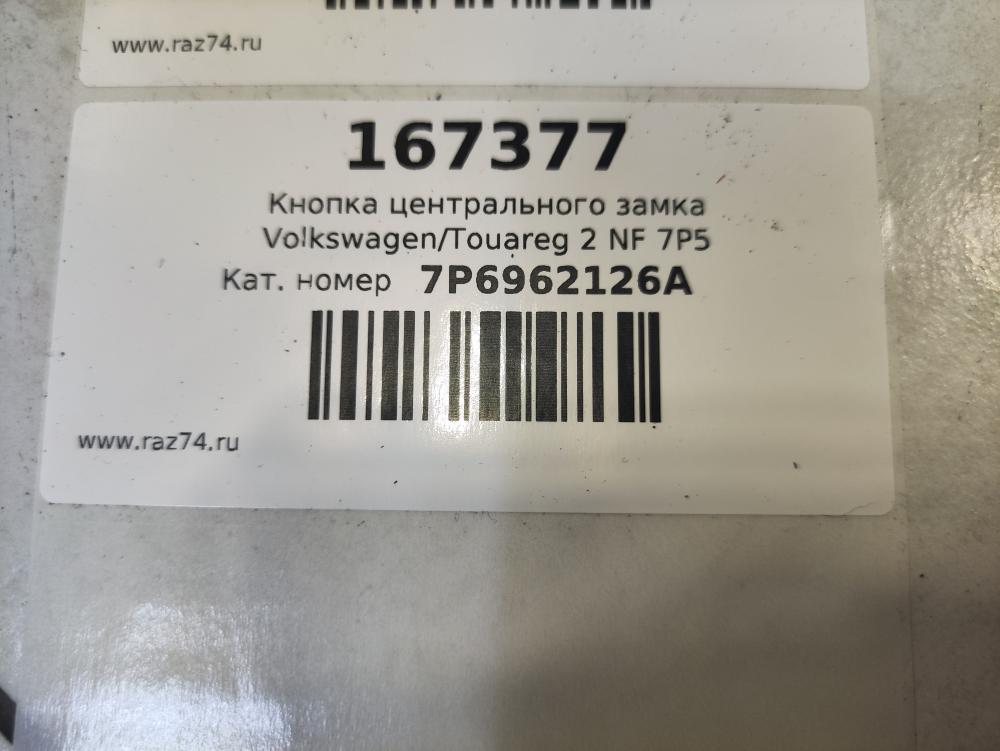 www.raz74.ru
167377
Кнопка центрального замка
Volkswagen/Touareg 2 NF 7P5
Кат. номер 7P6962126A
www.raz74.ru